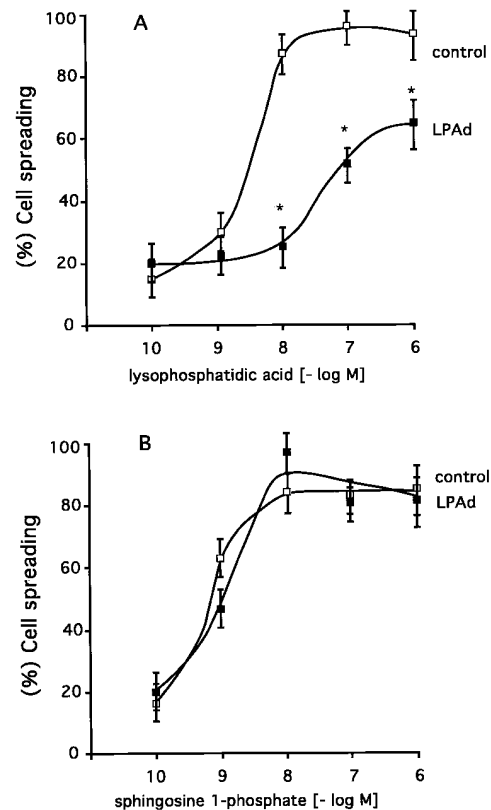 A
100
80
60
40
20
0
(%) Cell spreading
control
LPAd
*
*
*
10 9 8 7 6
lysophosphatidic acid [- log M]
B
100
80
60
40
20
0
(%) Cell spreading
control
LPAd
10 9 8 7 6
sphingosine 1-phosphate [- log M]